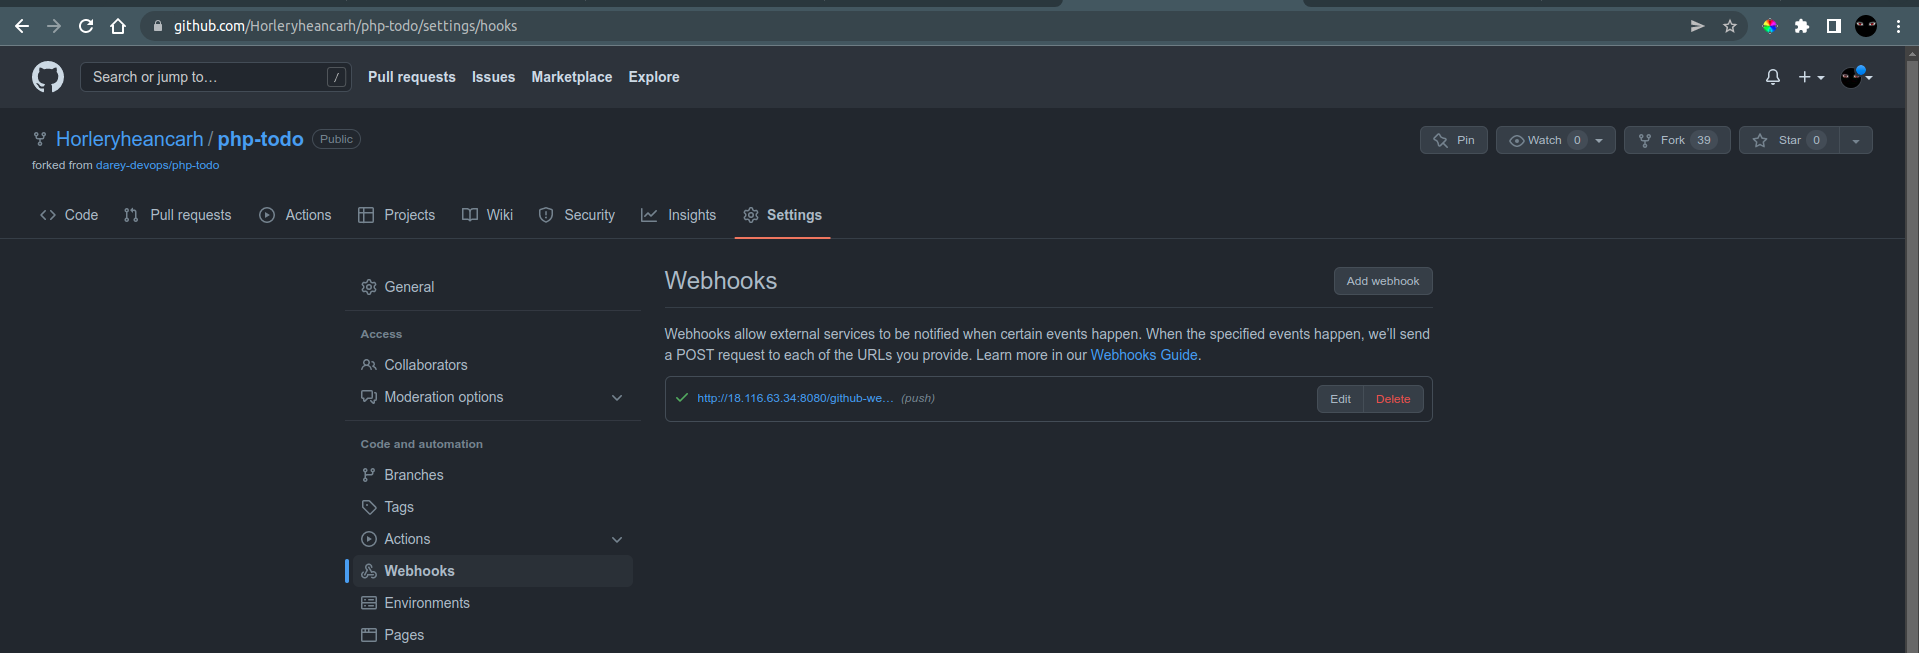 github.com/Horleryheancarh/php-todo/settings/hooks
Search or jump to… /
Pull requests Issues Marketplace Explore
Horleryheancarh / php-todo Public
Pin Watch 0 Fork 39 Star 0
forked from darey-devops/php-todo
Code Pull requests Actions Projects Wiki Security Insights Settings
General
Access
Collaborators
Moderation options
Code and automation
Branches
Tags
Actions
Webhooks
Environments
Pages
Webhooks
Add webhook
Webhooks allow external services to be notified when certain events happen. When the specified events happen, we’ll send
a POST request to each of the URLs you provide. Learn more in our Webhooks Guide.
http://18.116.63.34:8080/github-we… (push)
Edit Delete